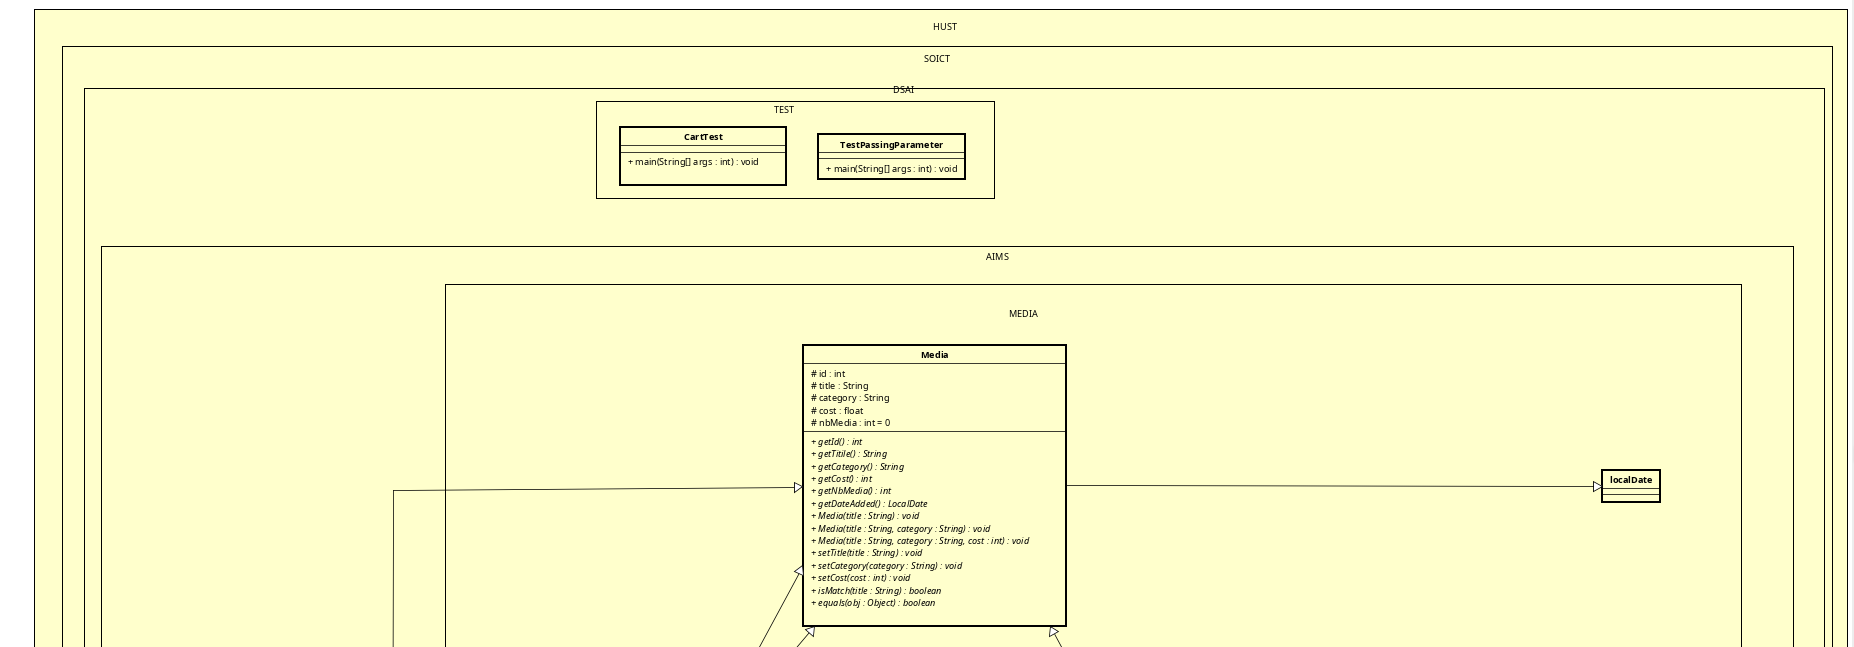 HUST
SOICT
DSAI
TEST
CartTest
+ main(String[] args : int) : void
TestPassingParameter
+ main(String[] args : int) : void
AIMS
MEDIA
Media
# id : int
# title : String
# category : String
# cost : float
# nbMedia : int = 0
+ getId() : int
+ getTitile() : String
+ getCategory() : String
+ getCost() : int
+ getNbMedia() : int
+ getDateAdded() : LocalDate
+ Media(title : String) : void
+ Media(title : String, category : String) : void
+ Media(title : String, category : String, cost : int) : void
+ setTitle(title : String) : void
+ setCategory(category : String) : void
+ setCost(cost : int) : void
+ isMatch(title : String) : boolean
+ equals(obj : Object) : boolean
localDate